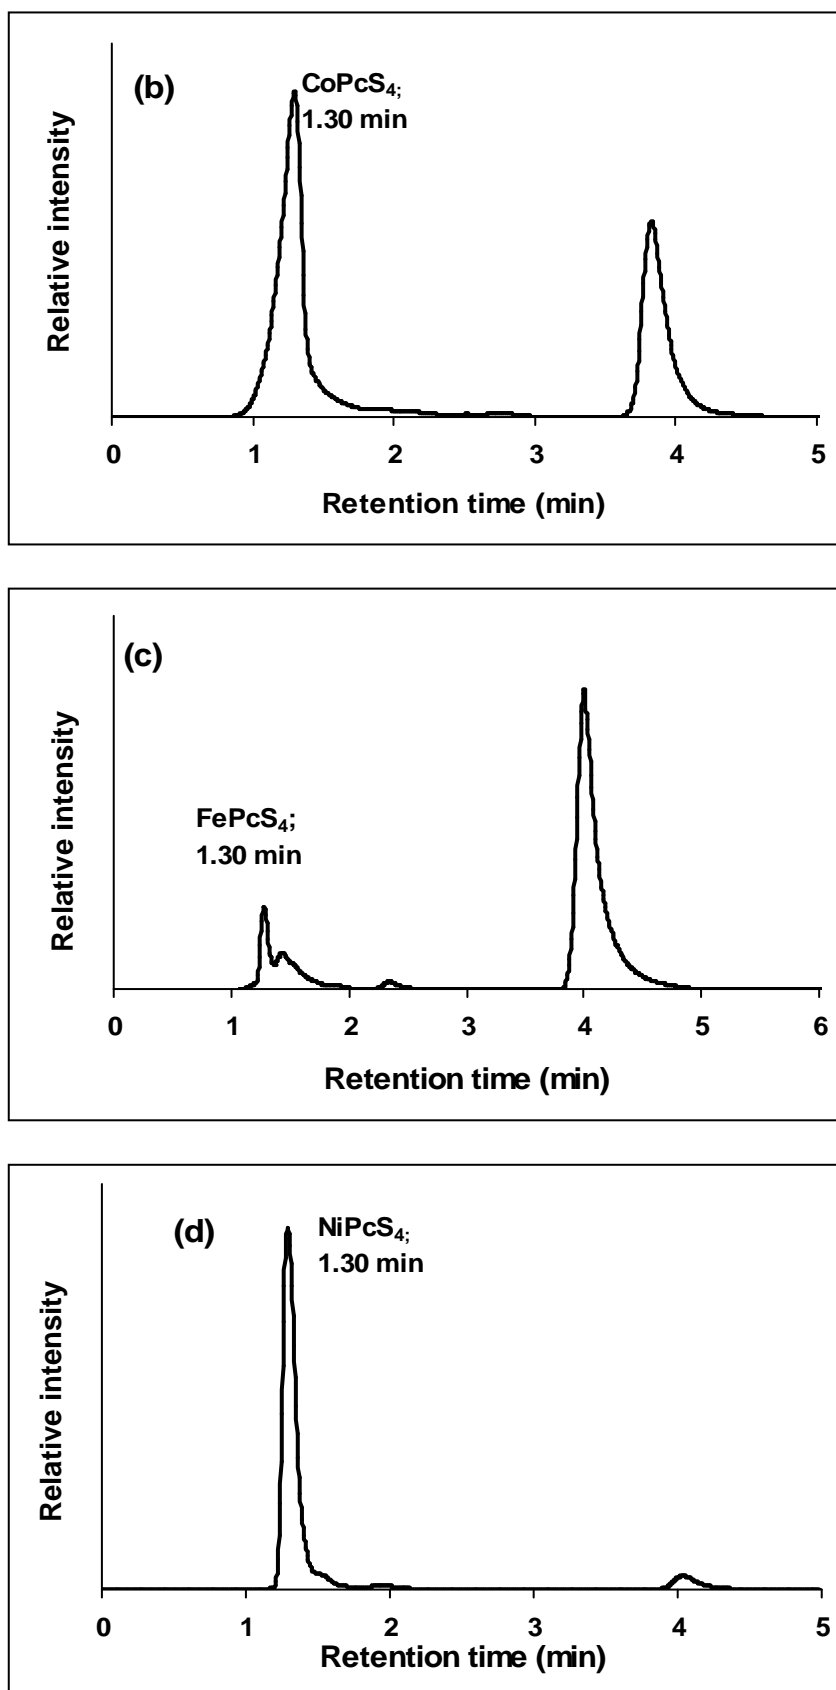 (b)
CoPcS₄;
1.30 min
Relative intensity
0 1 2 3 4 5
Retention time (min)
(c)
FePcS₄;
1.30 min
Relative intensity
0 1 2 3 4 5 6
Retention time (min)
(d)
NiPcS₄;
1.30 min
Relative intensity
0 1 2 3 4 5
Retention time (min)